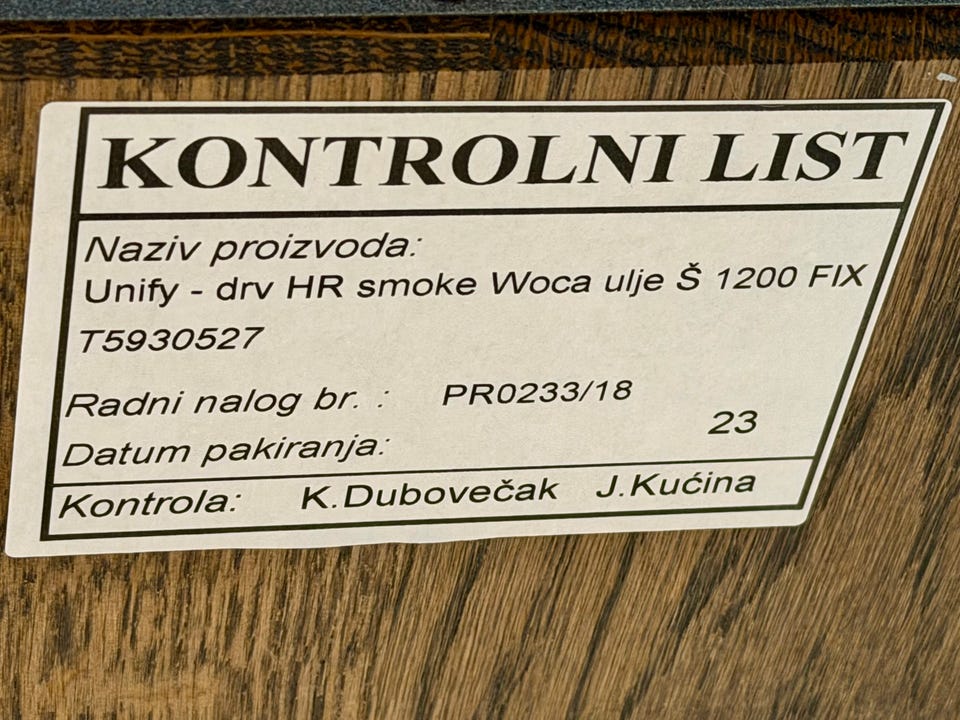 KONTROLNI LIST
Naziv proizvoda:
Unify - drv HR smoke Woca ulje Š 1200 FIX
T5930527
Radni nalog br. : PR0233/18
23
Datum pakiranja:
Kontrola: K.Dubovečak J.Kućina